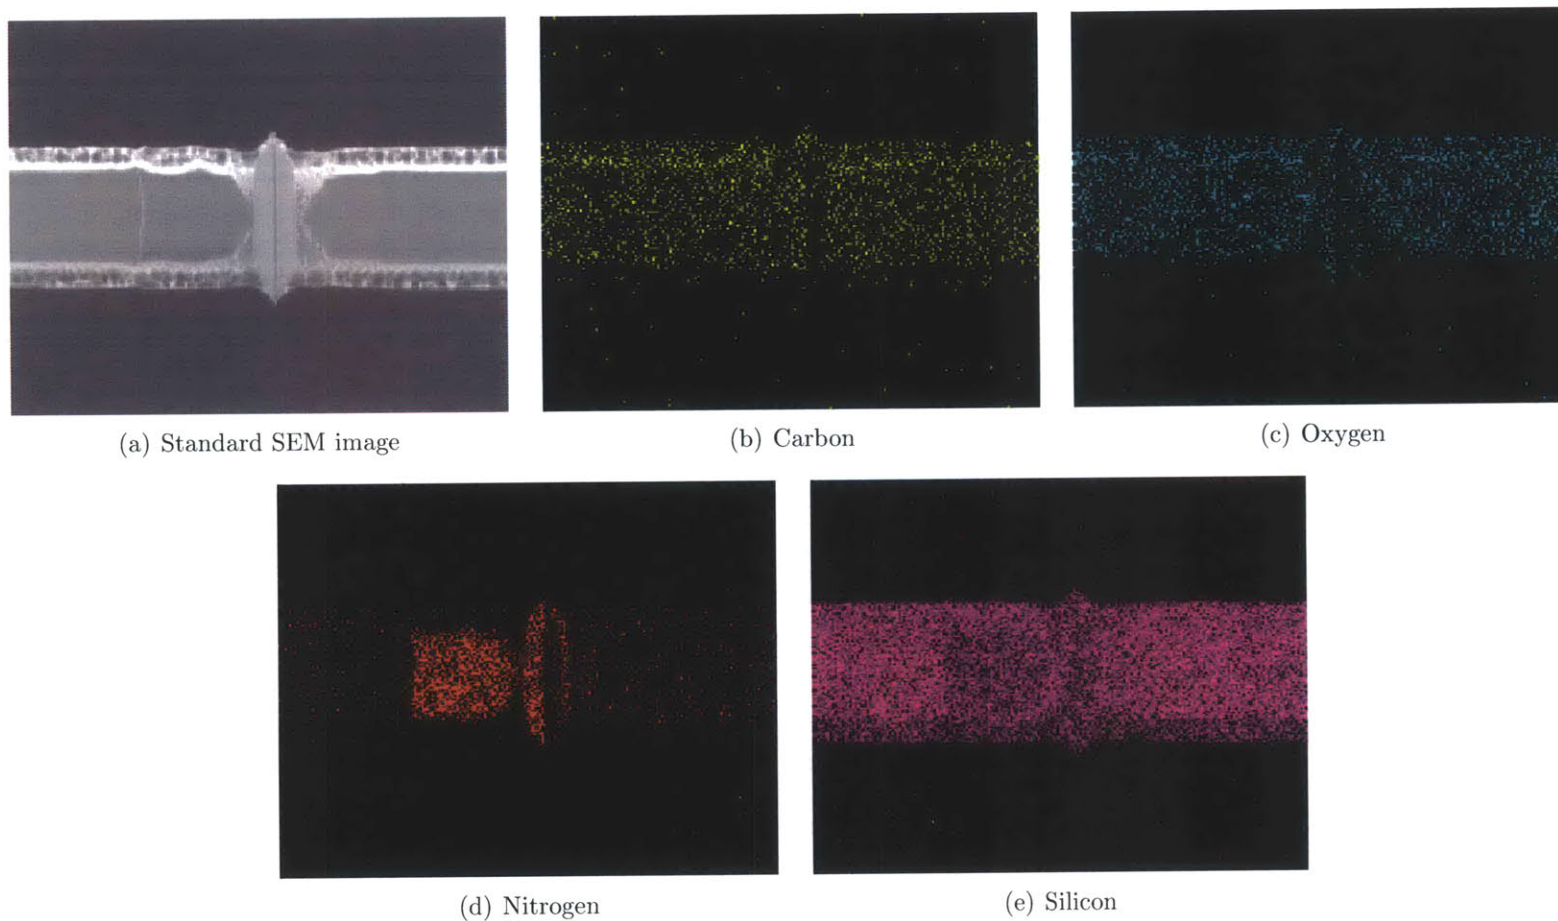 (a) Standard SEM image
(b) Carbon
(c) Oxygen
(d) Nitrogen
(e) Silicon